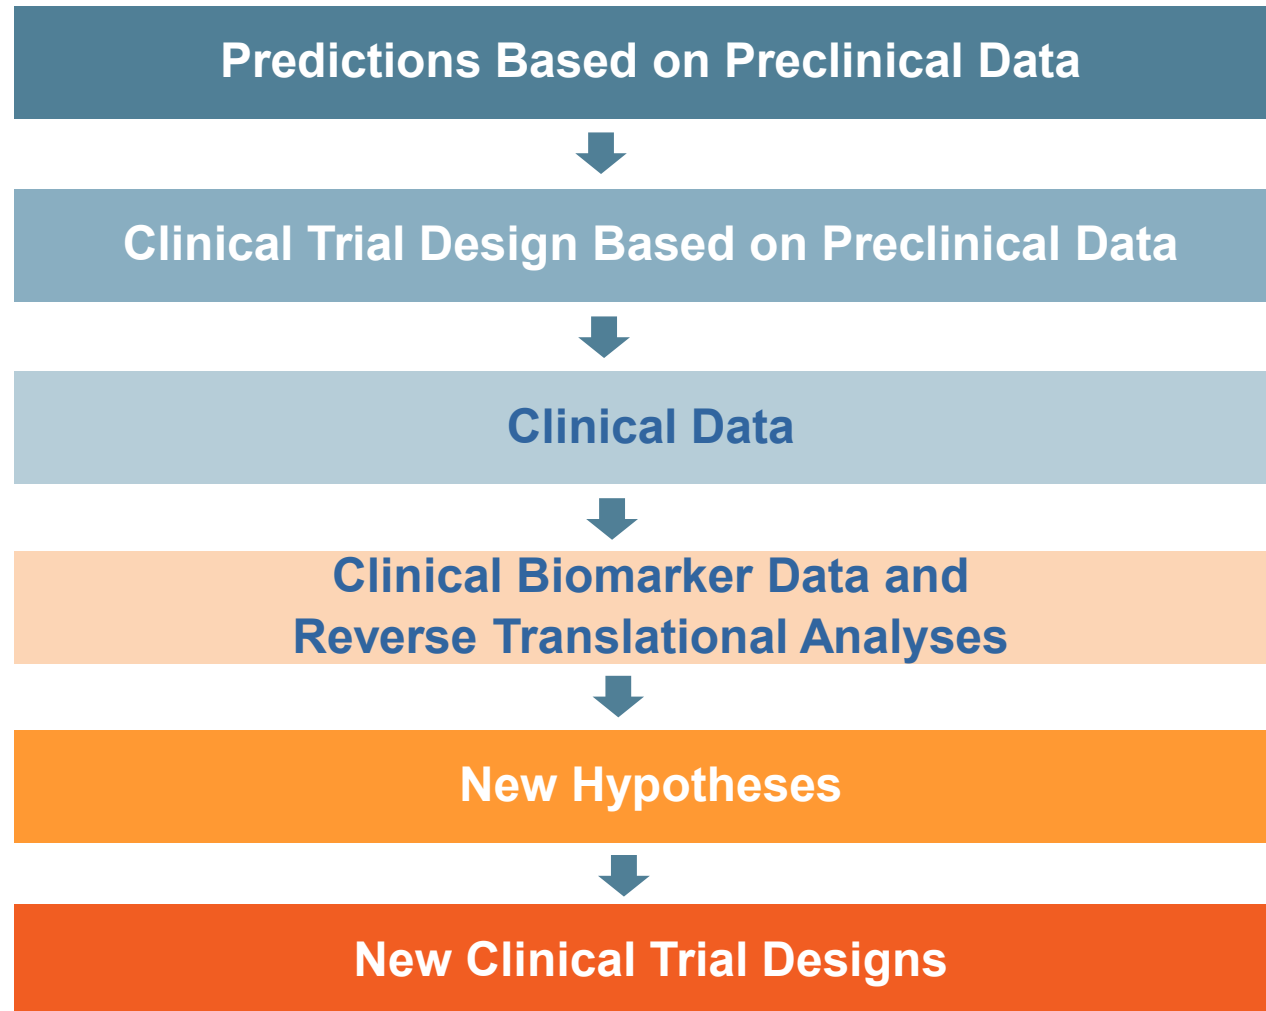 Predictions Based on Preclinical Data
Clinical Trial Design Based on Preclinical Data
Clinical Data
Clinical Biomarker Data and
Reverse Translational Analyses
New Hypotheses
New Clinical Trial Designs